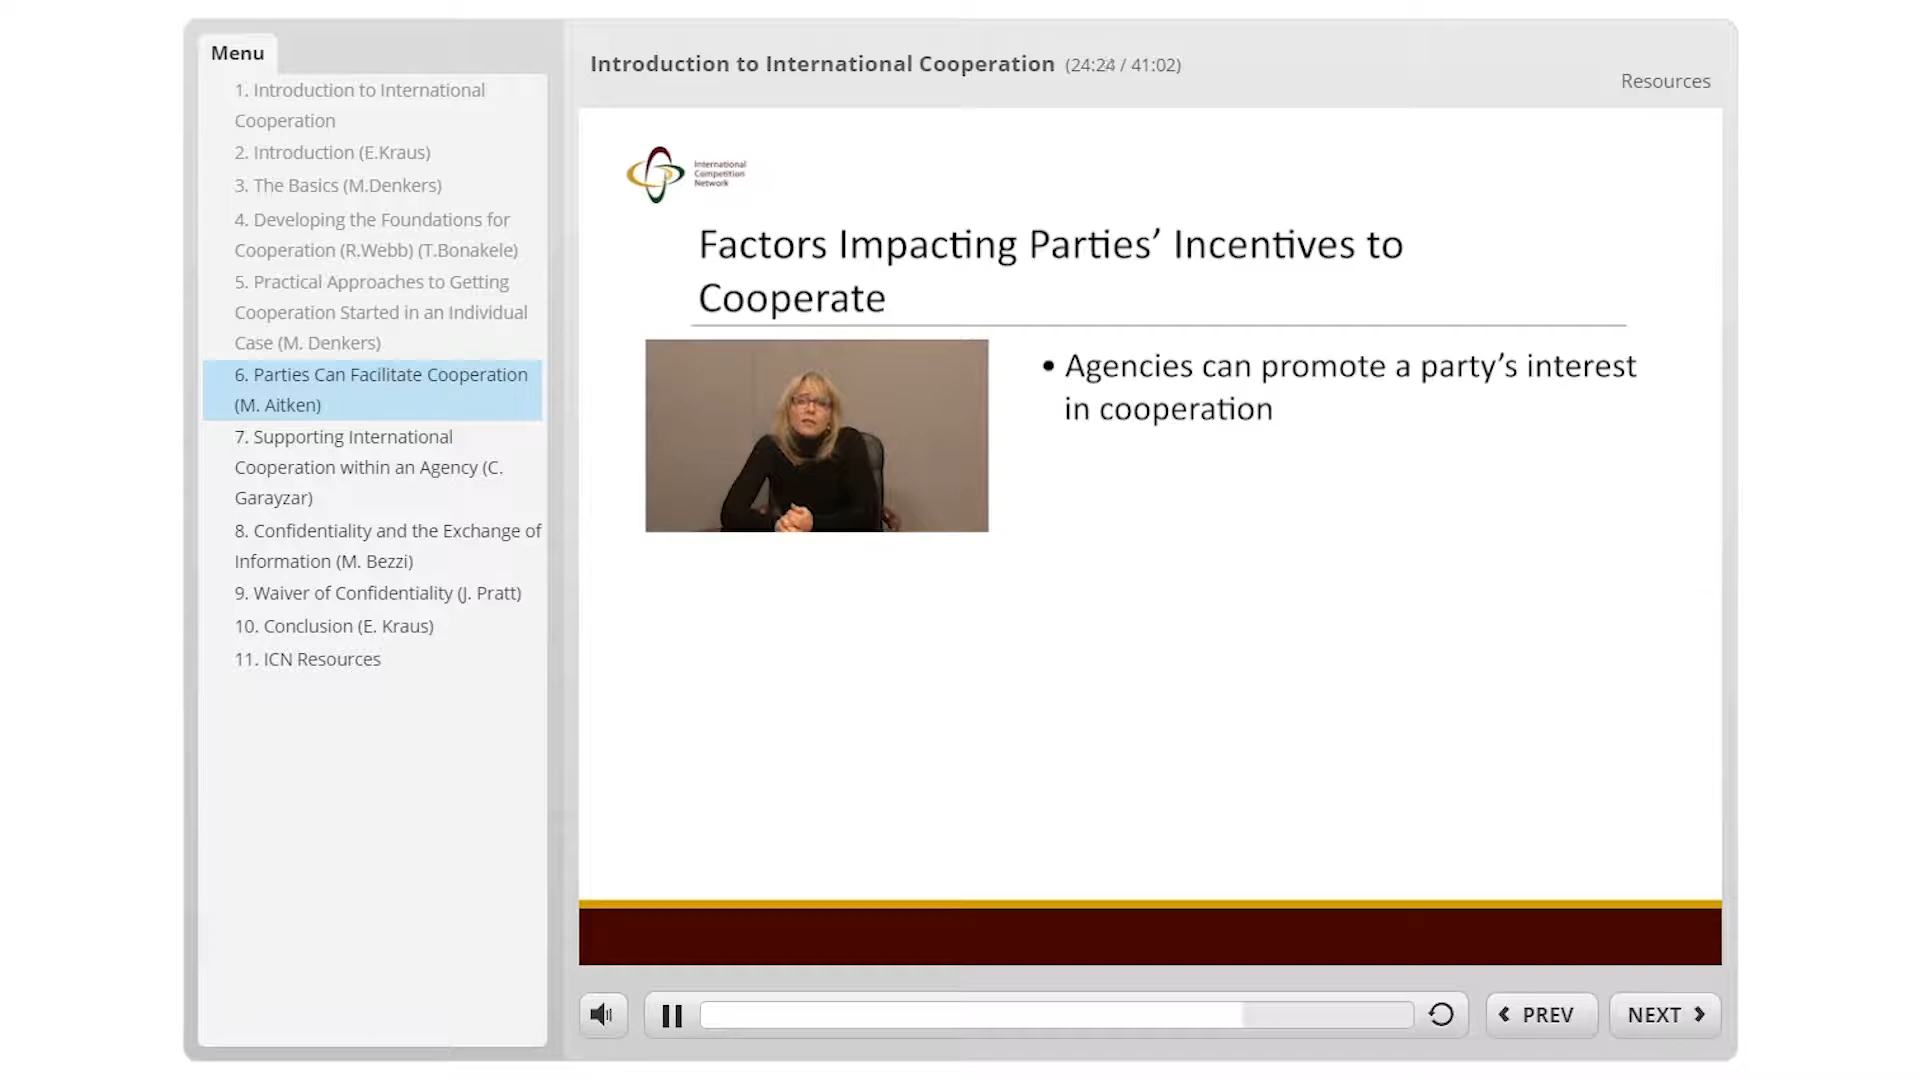 Menu
1. Introduction to International
Cooperation
2. Introduction (E.Kraus)
3. The Basics (M.Denkers)
4. Developing the Foundations for
Cooperation (R.Webb) (T.Bonakele)
5. Practical Approaches to Getting
Cooperation Started in an Individual
Case (M. Denkers)
6. Parties Can Facilitate Cooperation
(M. Aitken)
7. Supporting International
Cooperation within an Agency (C.
Garayzar)
8. Confidentiality and the Exchange of
Information (M. Bezzi)
9. Waiver of Confidentiality (J. Pratt)
10. Conclusion (E. Kraus)
11. ICN Resources
Introduction to International Cooperation (24:24 / 41:02)
Resources
International
Competition
Network
Factors Impacting Parties’ Incentives to
Cooperate
• Agencies can promote a party’s interest
in cooperation
PREV
NEXT